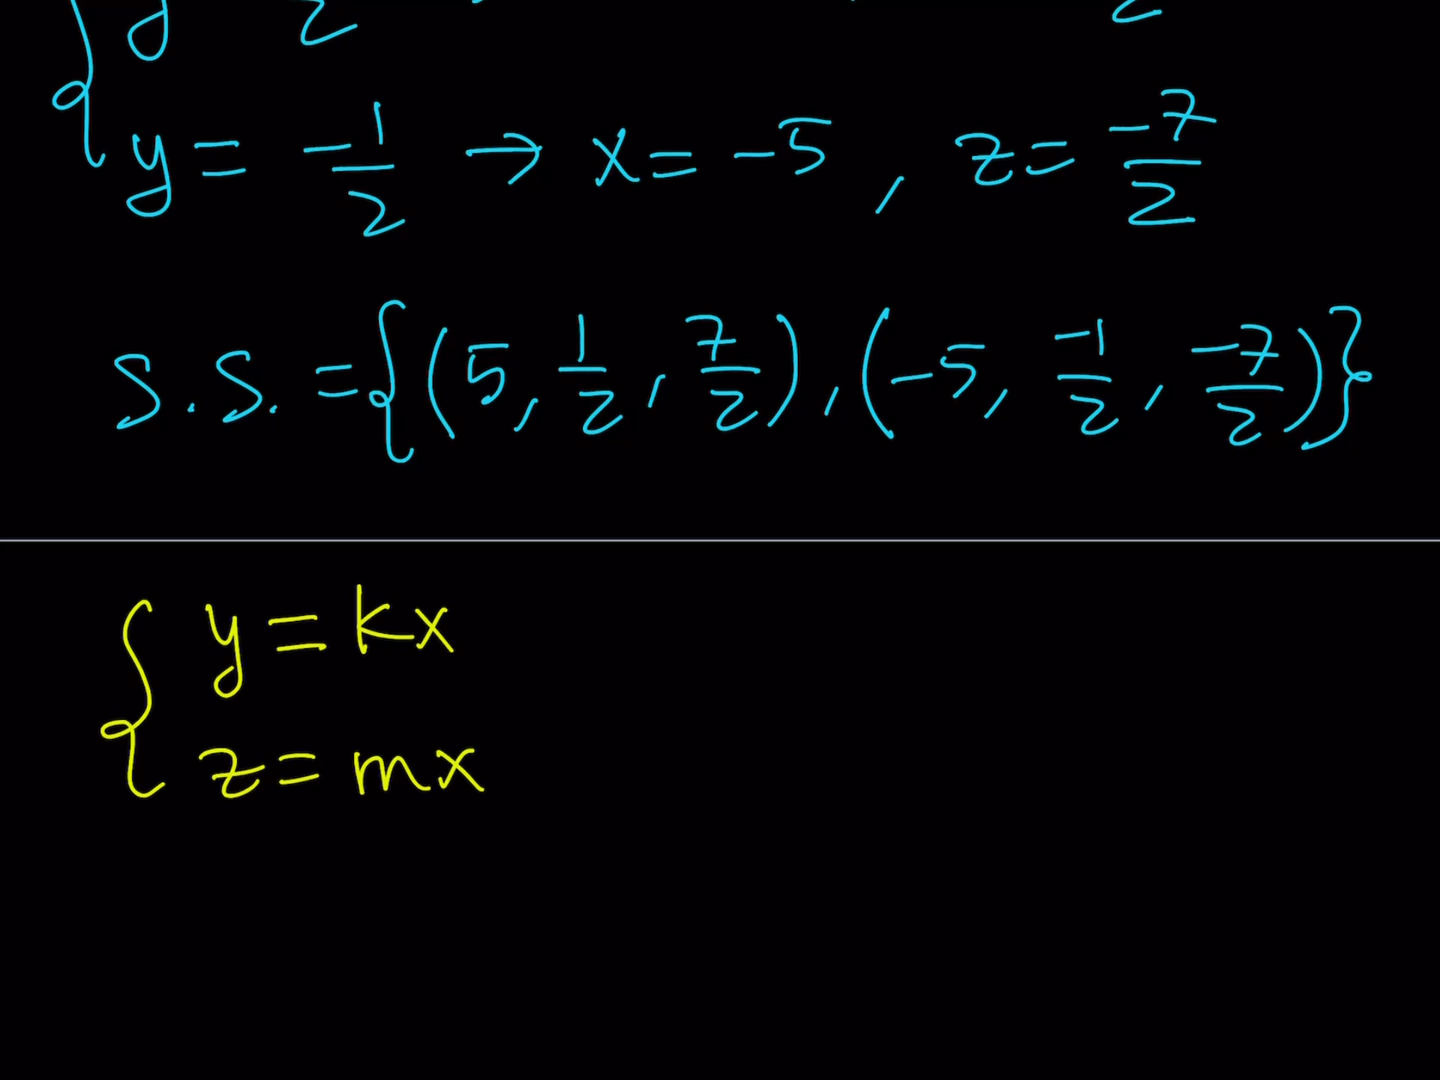 y = -1/2 → x = -5 , z = -7/2
S.S. = {(5, 1/2, 7/2), (-5, -1/2, -7/2)}
y = kx
z = mx